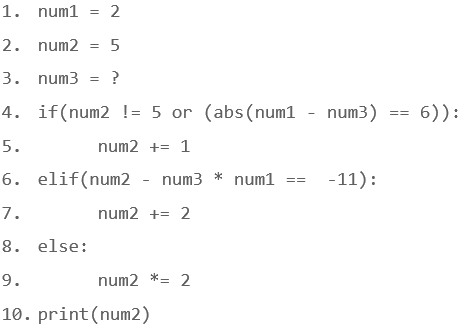 1. num1 = 2
2. num2 = 5
3. num3 = ?
4. if(num2 != 5 or (abs(num1 - num3) == 6)):
5. num2 += 1
6. elif(num2 - num3 * num1 ==  -11):
7. num2 += 2
8. else:
9. num2 *= 2
10. print(num2)